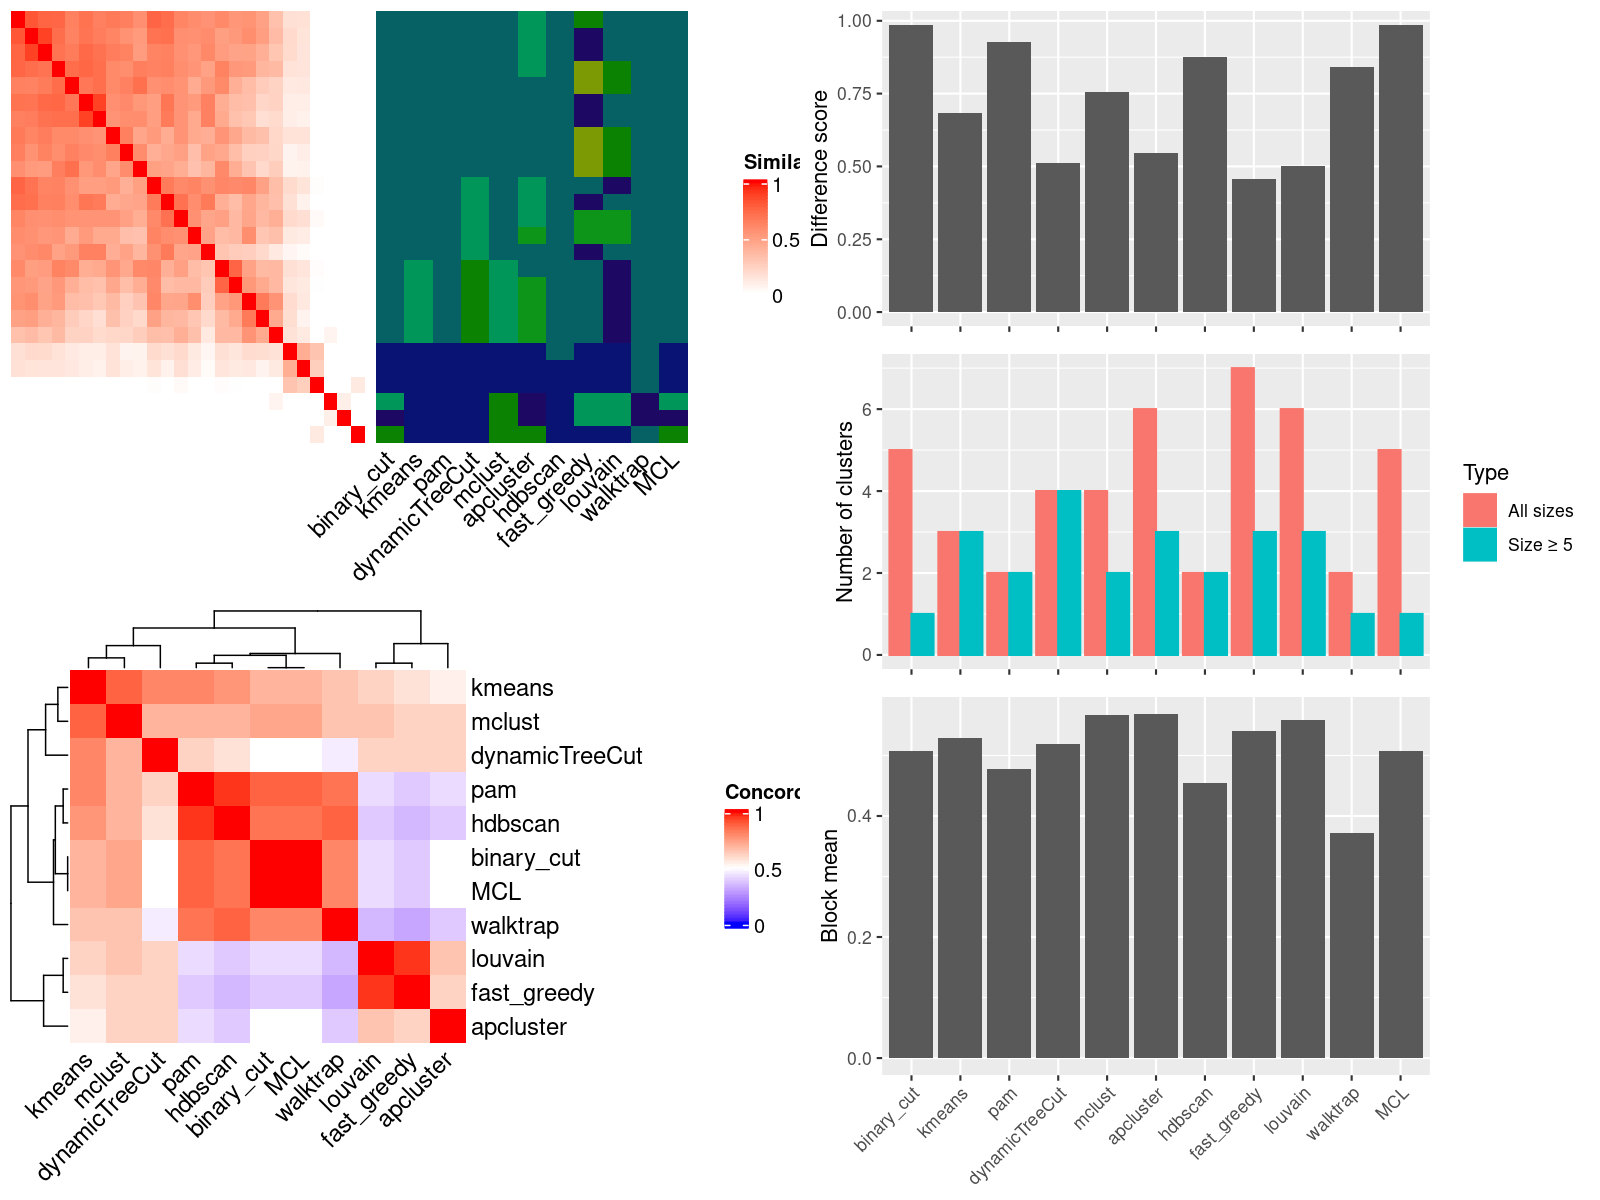 Simila
1
0.5
0
binary_cut
kmeans
pam
dynamicTreeCut
mclust
apcluster
hdbscan
fast_greedy
louvain
walktrap
MCL
kmeans
mclust
dynamicTreeCut
pam
hdbscan
binary_cut
MCL
walktrap
louvain
fast_greedy
apcluster
Concord
1
0.5
0
kmeans
mclust
dynamicTreeCut
pam
hdbscan
binary_cut
MCL
walktrap
louvain
fast_greedy
apcluster
Difference score
1.00
0.75
0.50
0.25
0.00
Number of clusters
6
4
2
0
Type
All sizes
Size ≥ 5
Block mean
0.4
0.2
0.0
binary_cut
kmeans
pam
dynamicTreeCut
mclust
apcluster
hdbscan
fast_greedy
louvain
walktrap
MCL